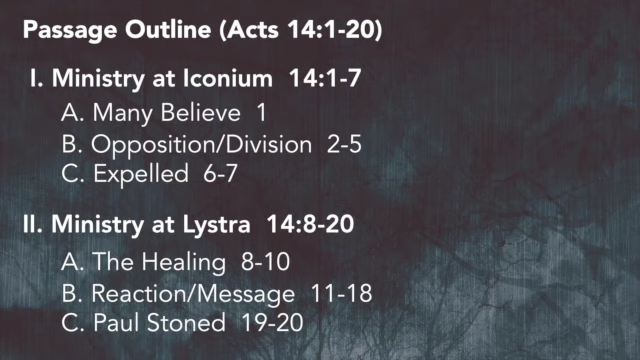 Passage Outline (Acts 14:1-20)
I. Ministry at Iconium 14:1-7
A. Many Believe 1
B. Opposition/Division 2-5
C. Expelled 6-7
II. Ministry at Lystra 14:8-20
A. The Healing 8-10
B. Reaction/Message 11-18
C. Paul Stoned 19-20